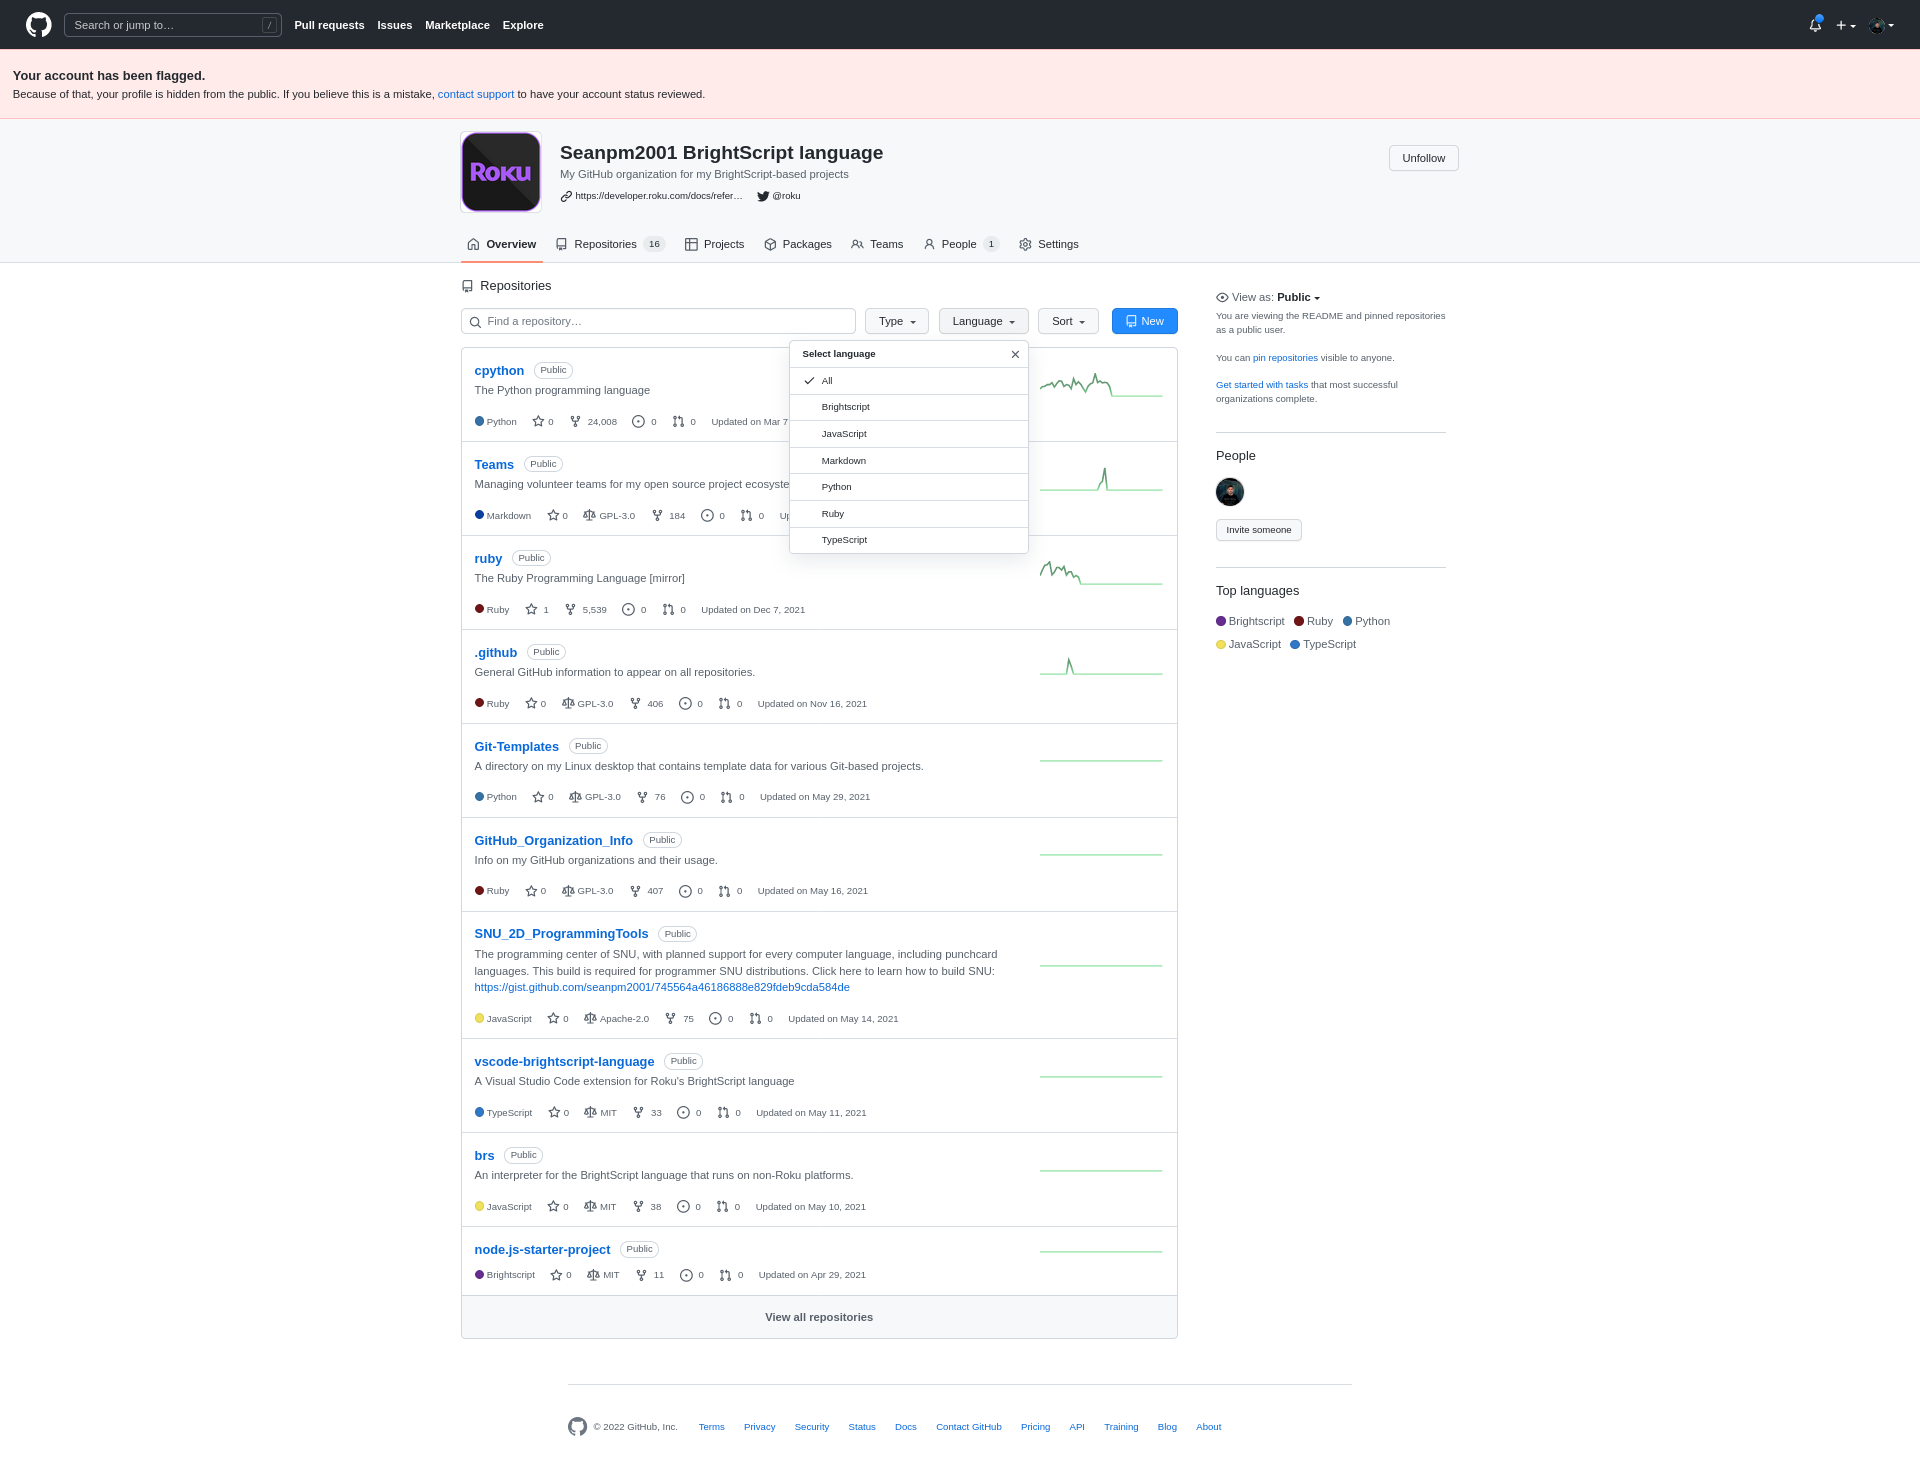 Search or jump to…
/
Pull requests Issues Marketplace Explore
Your account has been flagged.
Because of that, your profile is hidden from the public. If you believe this is a mistake, contact support to have your account status reviewed.
Roku
Seanpm2001 BrightScript language
My GitHub organization for my BrightScript-based projects
https://developer.roku.com/docs/refer… @roku
Unfollow
Overview Repositories 16 Projects Packages Teams People 1 Settings
Repositories
Find a repository…
Type Language Sort New
Select language
All
Brightscript
JavaScript
Markdown
Python
Ruby
TypeScript
cpython Public
The Python programming language
Python 0 24,008 0 0 Updated on Mar 7
Teams Public
Managing volunteer teams for my open source project ecosyste
Markdown 0 GPL-3.0 184 0 0 Up
ruby Public
The Ruby Programming Language [mirror]
Ruby 1 5,539 0 0 Updated on Dec 7, 2021
.github Public
General GitHub information to appear on all repositories.
Ruby 0 GPL-3.0 406 0 0 Updated on Nov 16, 2021
Git-Templates Public
A directory on my Linux desktop that contains template data for various Git-based projects.
Python 0 GPL-3.0 76 0 0 Updated on May 29, 2021
GitHub_Organization_Info Public
Info on my GitHub organizations and their usage.
Ruby 0 GPL-3.0 407 0 0 Updated on May 16, 2021
SNU_2D_ProgrammingTools Public
The programming center of SNU, with planned support for every computer language, including punchcard
languages. This build is required for programmer SNU distributions. Click here to learn how to build SNU:
https://gist.github.com/seanpm2001/745564a46186888e829fdeb9cda584de
JavaScript 0 Apache-2.0 75 0 0 Updated on May 14, 2021
vscode-brightscript-language Public
A Visual Studio Code extension for Roku's BrightScript language
TypeScript 0 MIT 33 0 0 Updated on May 11, 2021
brs Public
An interpreter for the BrightScript language that runs on non-Roku platforms.
JavaScript 0 MIT 38 0 0 Updated on May 10, 2021
node.js-starter-project Public
Brightscript 0 MIT 11 0 0 Updated on Apr 29, 2021
View all repositories
View as: Public
You are viewing the README and pinned repositories
as a public user.
You can pin repositories visible to anyone.
Get started with tasks that most successful
organizations complete.
People
Invite someone
Top languages
Brightscript Ruby Python
JavaScript TypeScript
© 2022 GitHub, Inc. Terms Privacy Security Status Docs Contact GitHub Pricing API Training Blog About